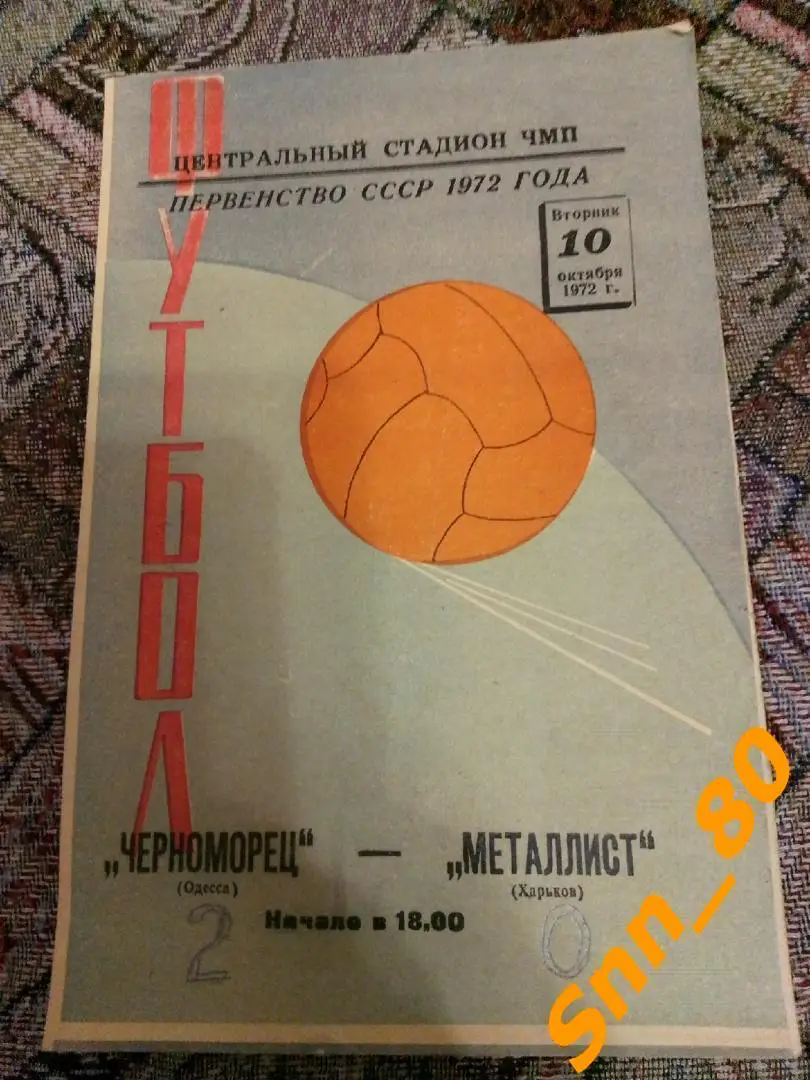 ФУТБОЛ
ЦЕНТРАЛЬНЫЙ СТАДИОН ЧМП
ПЕРВЕНСТВО СССР 1972 ГОДА
Вторник
10
октября
1972 г.
„ЧЕРНОМОРЕЦ“ — „МЕТАЛЛИСТ“
(Одесса) (Харьков)
Начало в 18,00
2 0
Snn_80